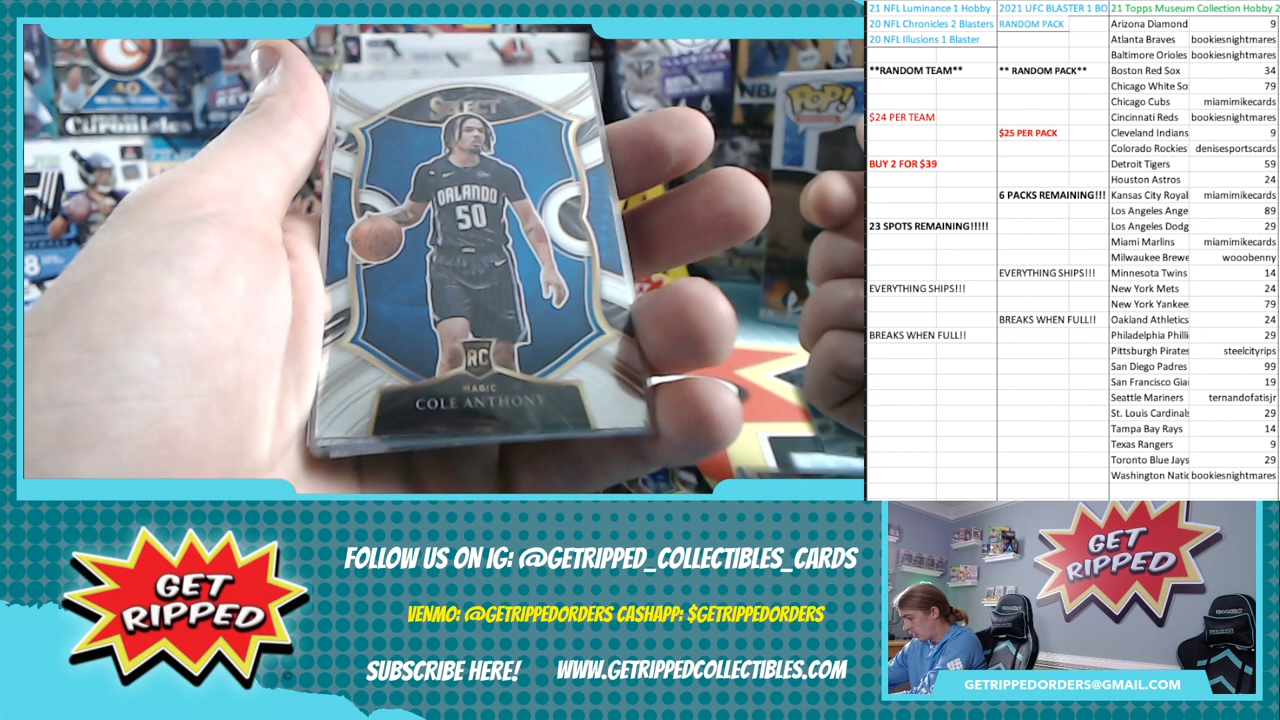 SELECT
ORLANDO
50
RC
MAGIC
COLE ANTHONY
Chronicles
POP!
21 NFL Luminance 1 Hobby
20 NFL Chronicles 2 Blasters
20 NFL Illusions 1 Blaster
**RANDOM TEAM**
$24 PER TEAM
BUY 2 FOR $39
23 SPOTS REMAINING!!!!!
EVERYTHING SHIPS!!!
BREAKS WHEN FULL!!
2021 UFC BLASTER 1 BO
RANDOM PACK
** RANDOM PACK**
$25 PER PACK
6 PACKS REMAINING!!!
EVERYTHING SHIPS!!!
BREAKS WHEN FULL!!
21 Topps Museum Collection Hobby 2
Arizona Diamond 9
Atlanta Braves bookiesnightmares
Baltimore Orioles bookiesnightmares
Boston Red Sox 34
Chicago White So 79
Chicago Cubs miamimikecards
Cincinnati Reds bookiesnightmares
Cleveland Indians 9
Colorado Rockies denisesportscards
Detroit Tigers 59
Houston Astros 24
Kansas City Royal miamimikecards
Los Angeles Ange 89
Los Angeles Dodg 29
Miami Marlins miamimikecards
Milwaukee Brewe wooobenny
Minnesota Twins 14
New York Mets 24
New York Yankee 79
Oakland Athletics 24
Philadelphia Philli 29
Pittsburgh Pirates steelcityrips
San Diego Padres 99
San Francisco Gia 19
Seattle Mariners ternandofatisjr
St. Louis Cardinals 29
Tampa Bay Rays 14
Texas Rangers 9
Toronto Blue Jays 29
Washington Natio bookiesnightmares
GET RIPPED
FOLLOW US ON IG: @GETRIPPED_COLLECTIBLES_CARDS
VENMO: @GETRIPPEDORDERS CASHAPP: $GETRIPPEDORDERS
SUBSCRIBE HERE! WWW.GETRIPPEDCOLLECTIBLES.COM
GET RIPPED
GETRIPPEDORDERS@GMAIL.COM